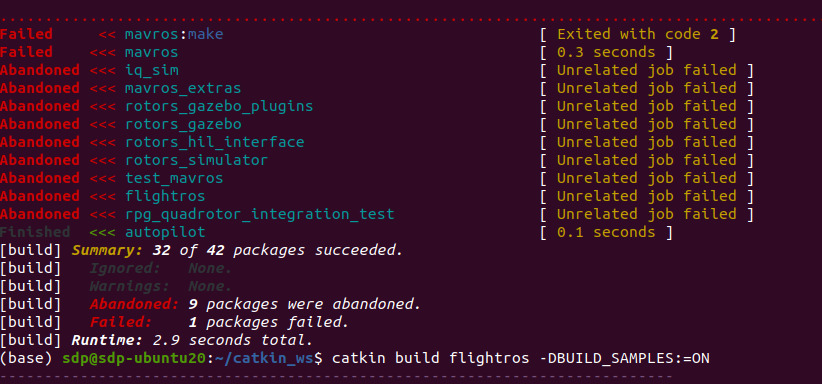 Failed << mavros:make [ Exited with code 2 ]
Failed <<< mavros [ 0.3 seconds ]
Abandoned <<< iq_sim [ Unrelated job failed ]
Abandoned <<< mavros_extras [ Unrelated job failed ]
Abandoned <<< rotors_gazebo_plugins [ Unrelated job failed ]
Abandoned <<< rotors_gazebo [ Unrelated job failed ]
Abandoned <<< rotors_hil_interface [ Unrelated job failed ]
Abandoned <<< rotors_simulator [ Unrelated job failed ]
Abandoned <<< test_mavros [ Unrelated job failed ]
Abandoned <<< flightros [ Unrelated job failed ]
Abandoned <<< rpg_quadrotor_integration_test [ Unrelated job failed ]
Finished <<< autopilot [ 0.1 seconds ]
[build] Summary: 32 of 42 packages succeeded.
[build] Ignored: None.
[build] Warnings: None.
[build] Abandoned: 9 packages were abandoned.
[build] Failed: 1 packages failed.
[build] Runtime: 2.9 seconds total.
(base) sdp@sdp-ubuntu20:~/catkin_ws$ catkin build flightros -DBUILD_SAMPLES:=ON